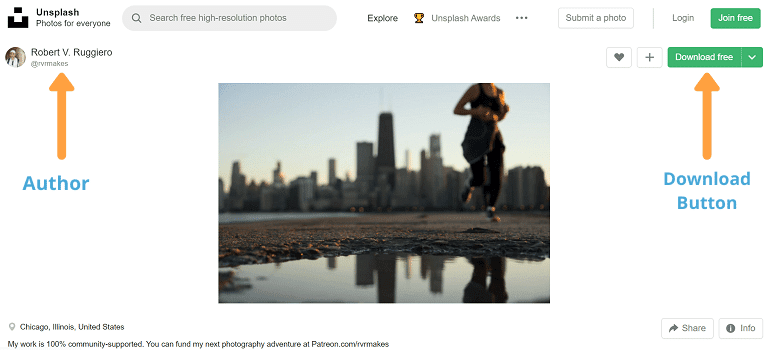 Unsplash
Photos for everyone
Search free high-resolution photos
Explore
Unsplash Awards
Submit a photo
Login
Join free
Robert V. Ruggiero
@rvrmakes
Download free
Author
Download
Button
Chicago, Illinois, United States
Share
Info
My work is 100% community-supported. You can fund my next photography adventure at Patreon.com/rvrmakes